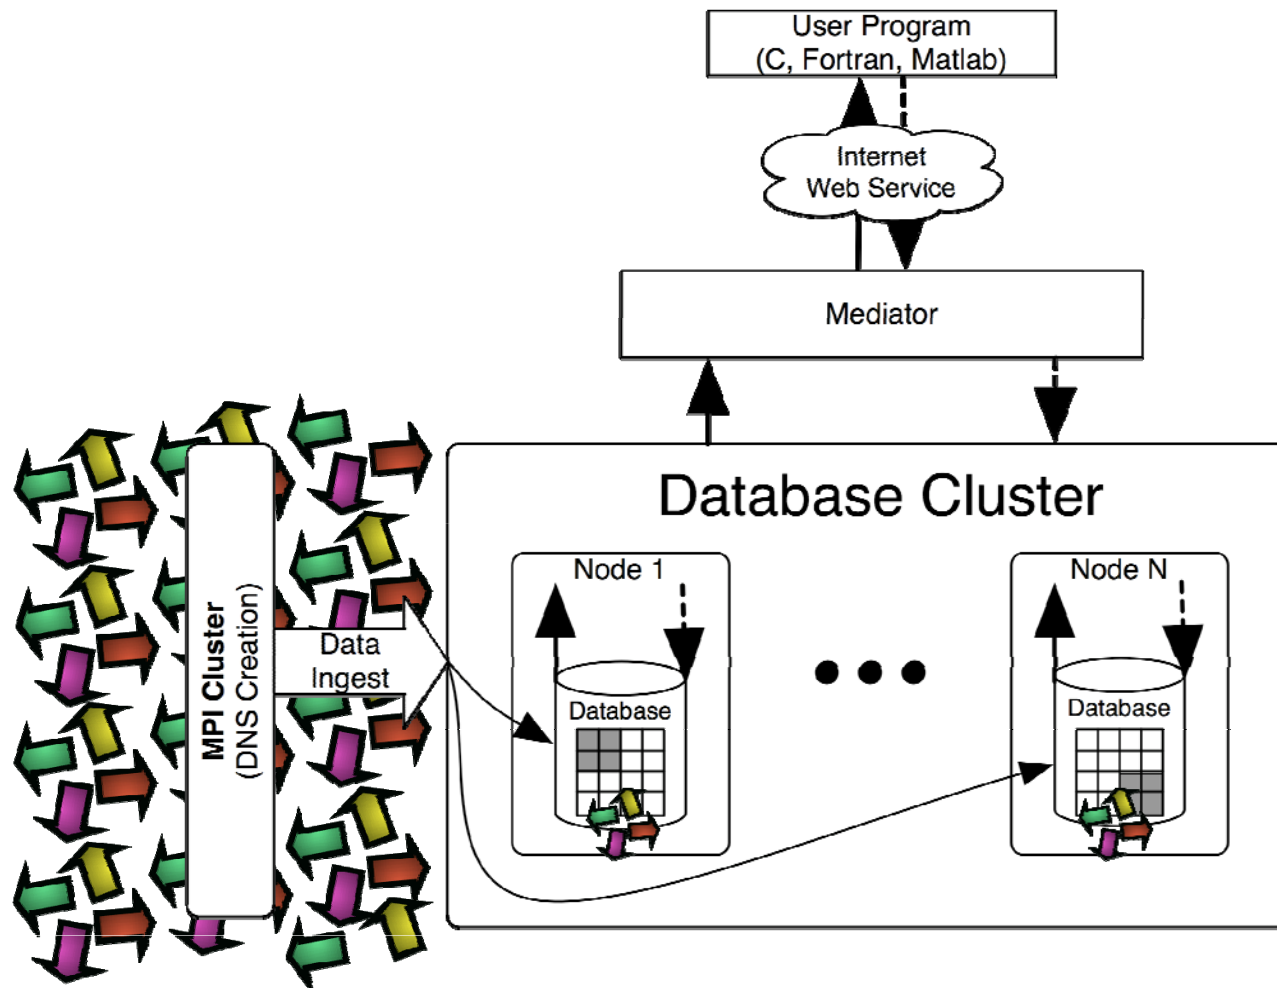 User Program
(C, Fortran, Matlab)
Internet
Web Service
Mediator
Database Cluster
Node 1
Node N
Database
Database
MPI Cluster
(DNS Creation)
Data
Ingest